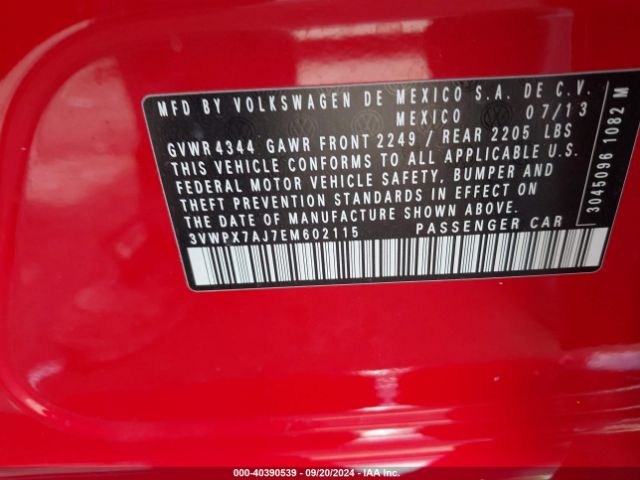 MFD BY VOLKSWAGEN DE MEXICO S.A. DE C.V.
MEXICO 07/13
GVWR 4344 GAWR FRONT 2249 / REAR 2205 LBS
THIS VEHICLE CONFORMS TO ALL APPLICABLE U.S.
FEDERAL MOTOR VEHICLE SAFETY, BUMPER AND
THEFT PREVENTION STANDARDS IN EFFECT ON
THE DATE OF MANUFACTURE SHOWN ABOVE.
3VWPX7AJ7EM602115 PASSENGER CAR
3045096 1082 M
000-40390539 - 09/20/2024 - IAA Inc.